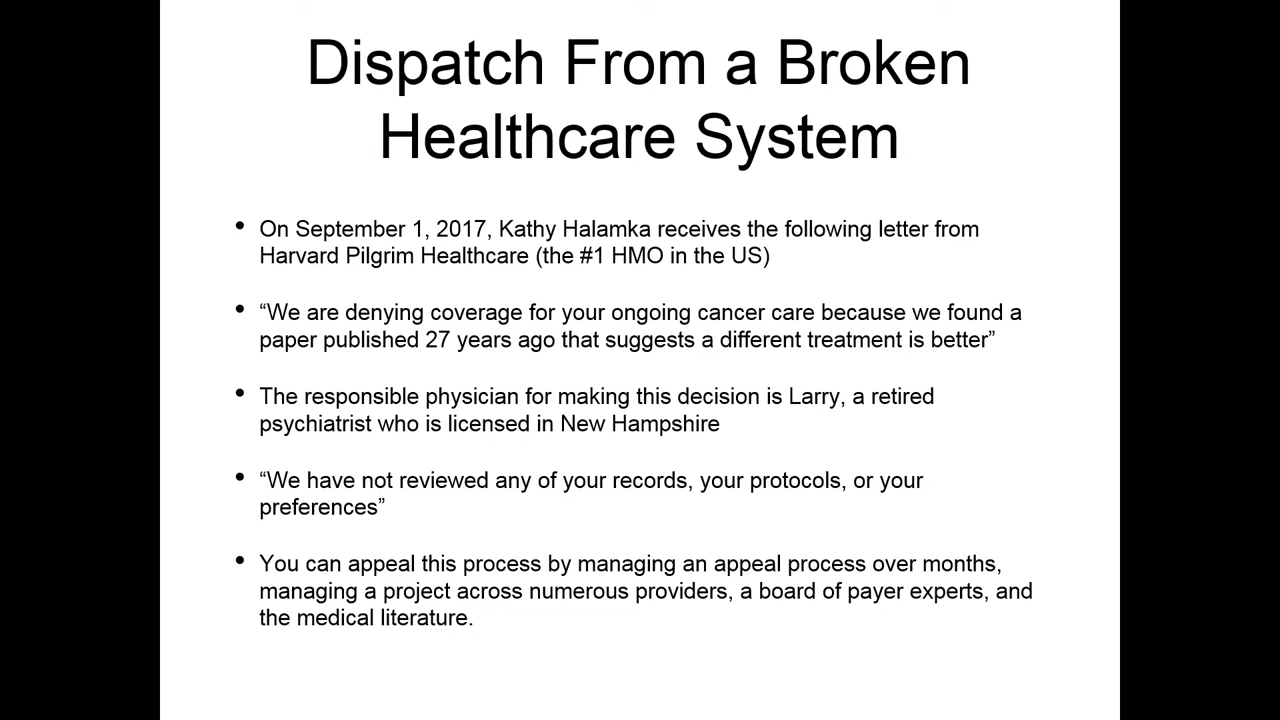 Dispatch From a Broken
Healthcare System
• On September 1, 2017, Kathy Halamka receives the following letter from
Harvard Pilgrim Healthcare (the #1 HMO in the US)
• “We are denying coverage for your ongoing cancer care because we found a
paper published 27 years ago that suggests a different treatment is better”
• The responsible physician for making this decision is Larry, a retired
psychiatrist who is licensed in New Hampshire
• “We have not reviewed any of your records, your protocols, or your
preferences”
• You can appeal this process by managing an appeal process over months,
managing a project across numerous providers, a board of payer experts, and
the medical literature.